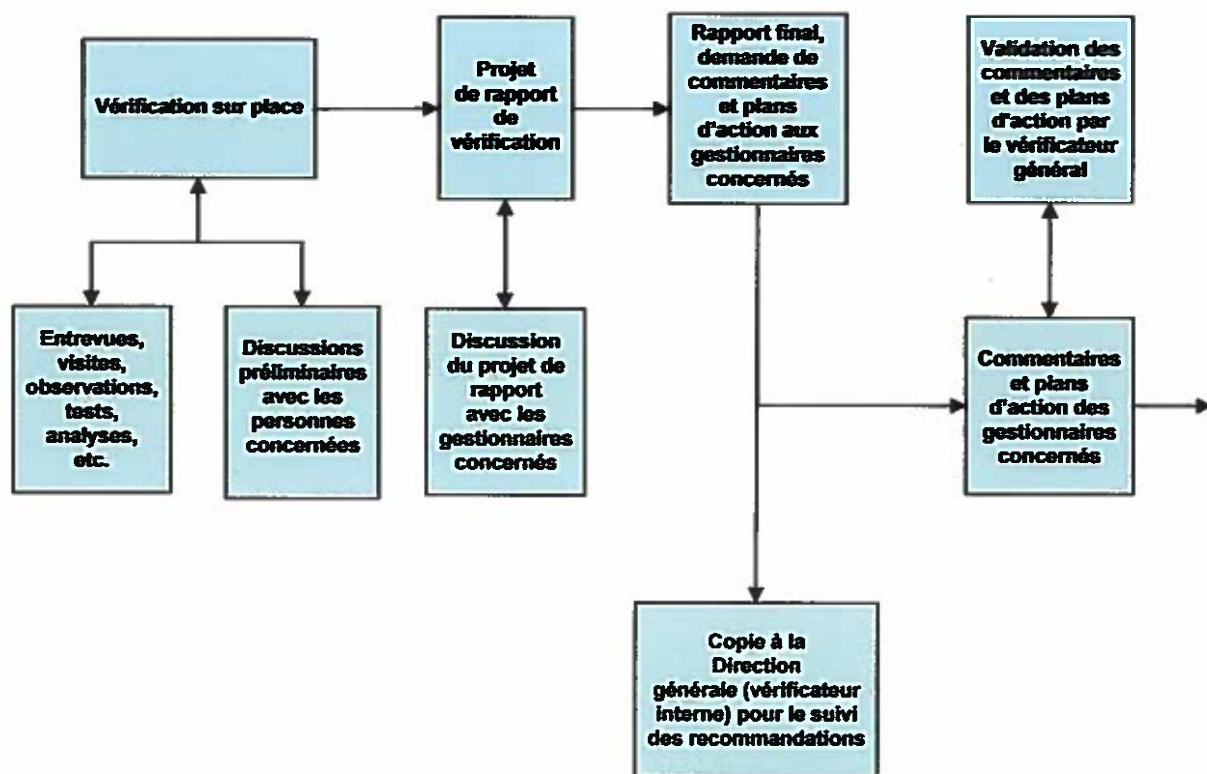 Vérification sur place
Projet
de rapport
de
vérification
Rapport final,
demande de
commentaires
et plans
d'action aux
gestionnaires
concernés
Validation des
commentaires
et des plans
d'action par
le vérificateur
général
Entrevues,
visites,
observations,
tests,
analyses,
etc.
Discussions
préliminaires
avec les
personnes
concernées
Discussion
du projet de
rapport
avec les
gestionnaires
concernés
Commentaires
et plans
d'action des
gestionnaires
concernés
Copie à la
Direction
générale (vérificateur
interne) pour le suivi
des recommandations